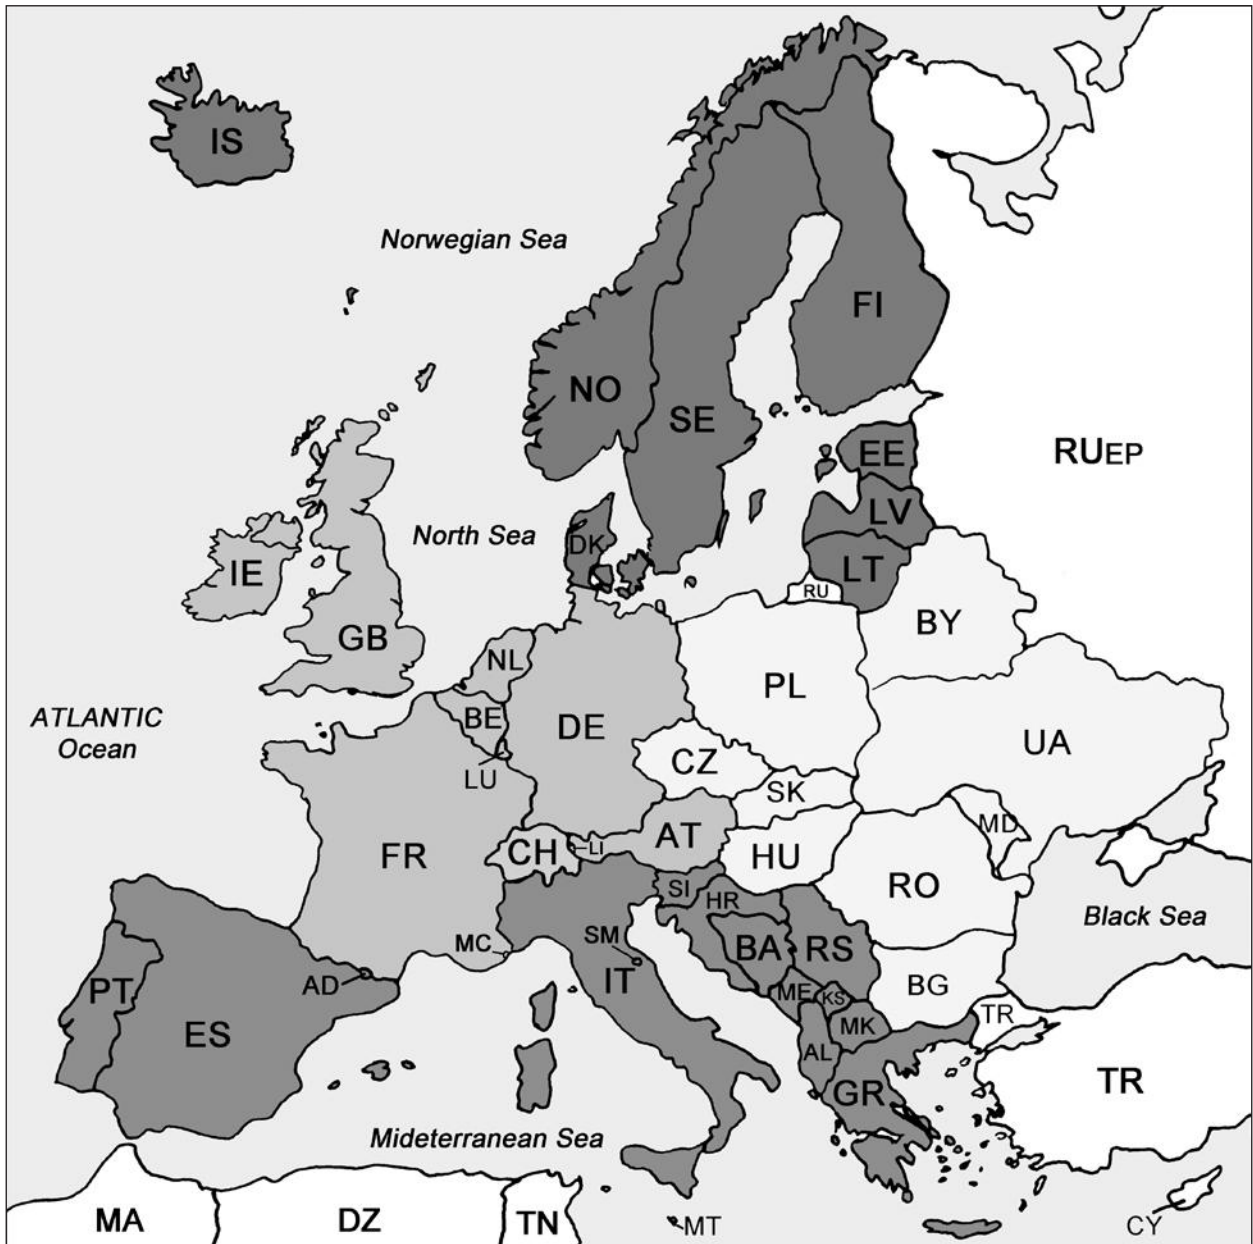 IS
Norwegian Sea
FI
NO
SE
EE
RUEP
LV
North Sea
DK
LT
IE
RU
BY
GB
NL
PL
BE
ATLANTIC
Ocean
DE
UA
CZ
LU
SK
MD
AT
CH
LI
FR
HU
RO
SI
HR
Black Sea
SM
MC
BA
RS
IT
AD
PT
ME
KS
BG
TR
MK
ES
AL
GR
TR
Mideterranean Sea
MA
DZ
TN
MT
CY